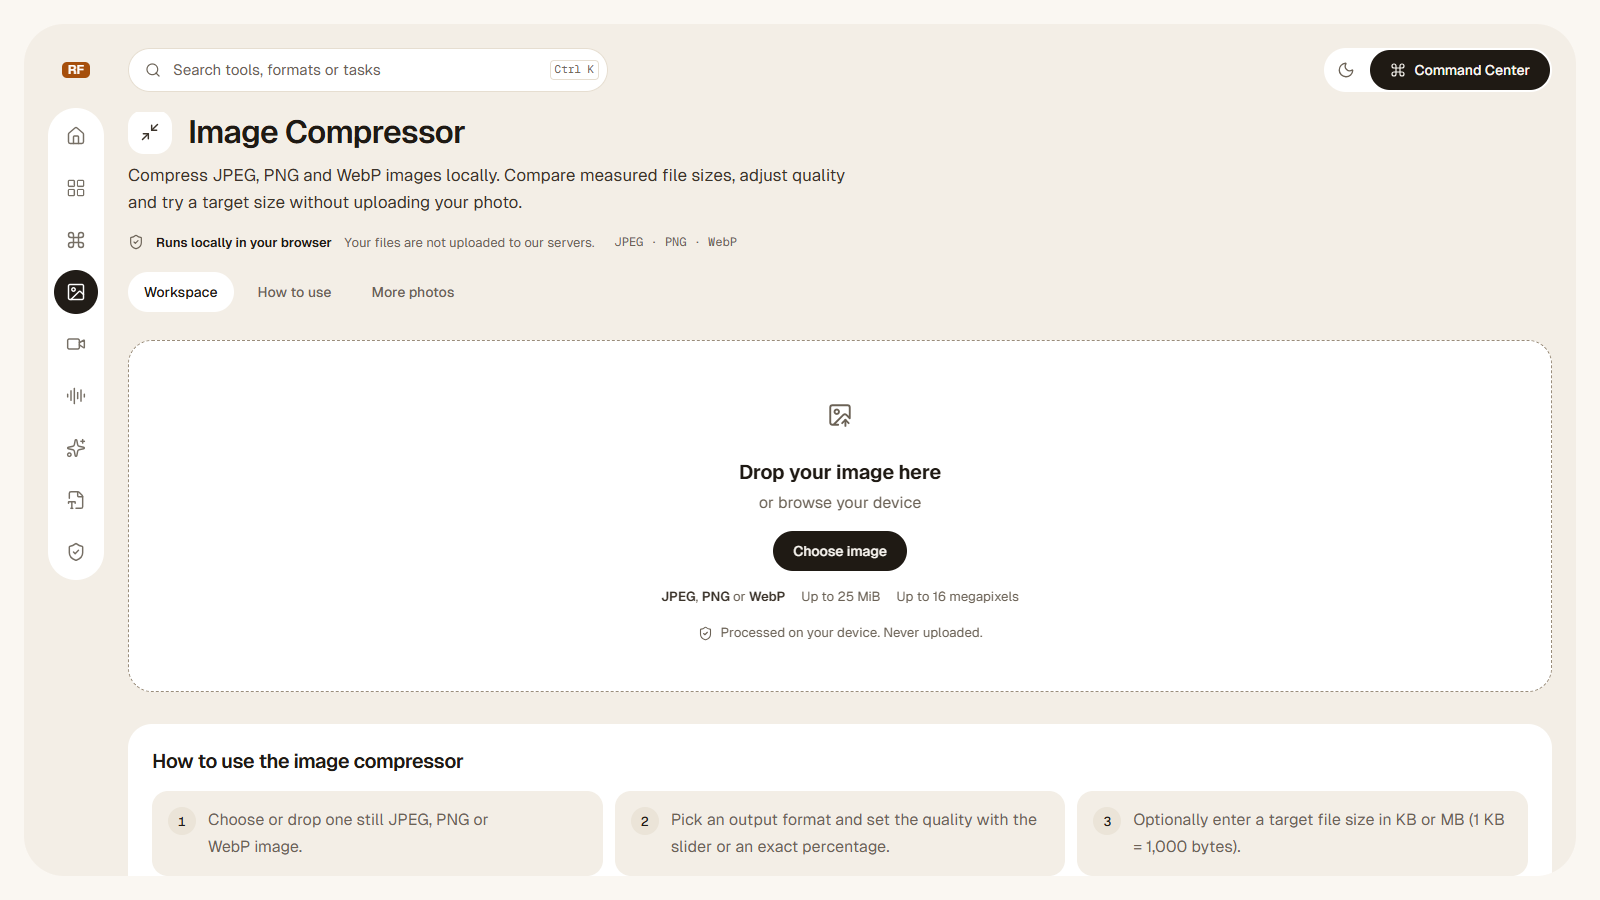 RF
Search tools, formats or tasks
Ctrl K
Command Center
Image Compressor
Compress JPEG, PNG and WebP images locally. Compare measured file sizes, adjust quality
and try a target size without uploading your photo.
Runs locally in your browser Your files are not uploaded to our servers. JPEG · PNG · WebP
Workspace How to use More photos
Drop your image here
or browse your device
Choose image
JPEG, PNG or WebP Up to 25 MiB Up to 16 megapixels
Processed on your device. Never uploaded.
How to use the image compressor
1
Choose or drop one still JPEG, PNG or
WebP image.
2
Pick an output format and set the quality with the
slider or an exact percentage.
3
Optionally enter a target file size in KB or MB (1 KB
= 1,000 bytes).